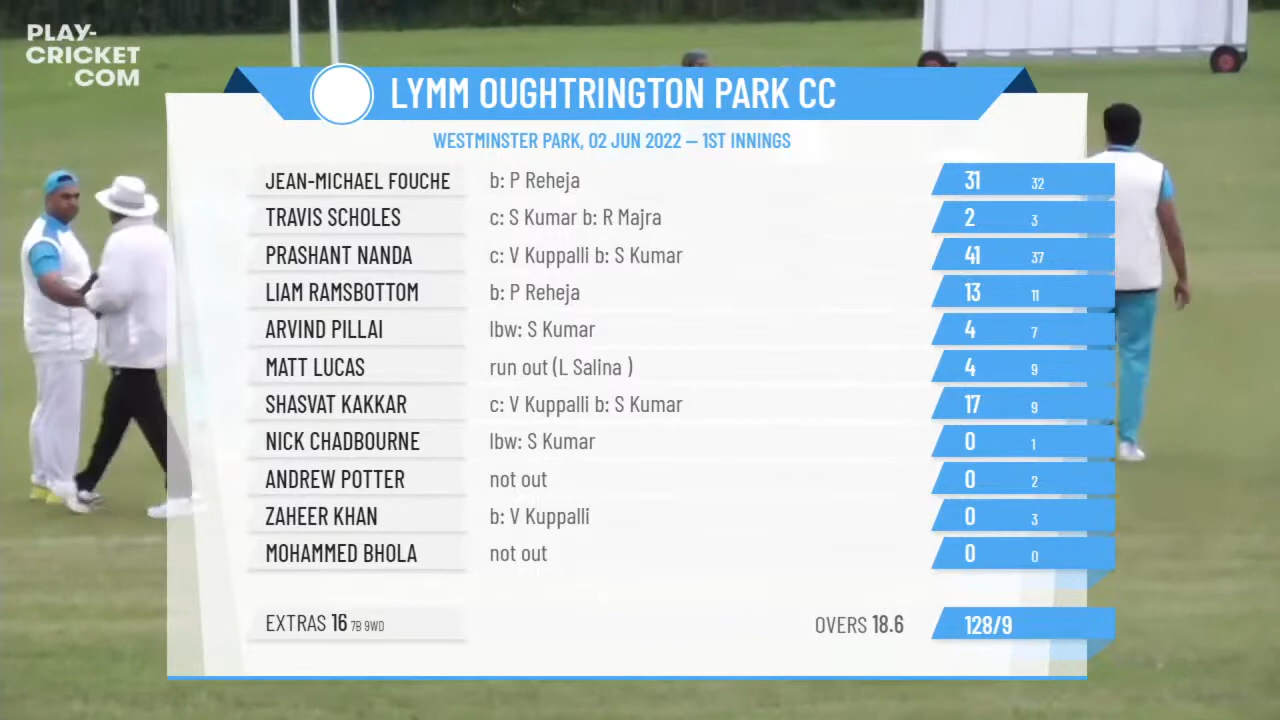 PLAY-
CRICKET
.COM
LYMM OUGHTRINGTON PARK CC
WESTMINSTER PARK, 02 JUN 2022 – 1ST INNINGS
JEAN-MICHAEL FOUCHE b: P Reheja 31 32
TRAVIS SCHOLES c: S Kumar b: R Majra 2 3
PRASHANT NANDA c: V Kuppalli b: S Kumar 41 37
LIAM RAMSBOTTOM b: P Reheja 13 11
ARVIND PILLAI lbw: S Kumar 4 7
MATT LUCAS run out (L Salina ) 4 9
SHASVAT KAKKAR c: V Kuppalli b: S Kumar 17 9
NICK CHADBOURNE lbw: S Kumar 0 1
ANDREW POTTER not out 0 2
ZAHEER KHAN b: V Kuppalli 0 3
MOHAMMED BHOLA not out 0 0
EXTRAS 16 7B 9WD OVERS 18.6 128/9